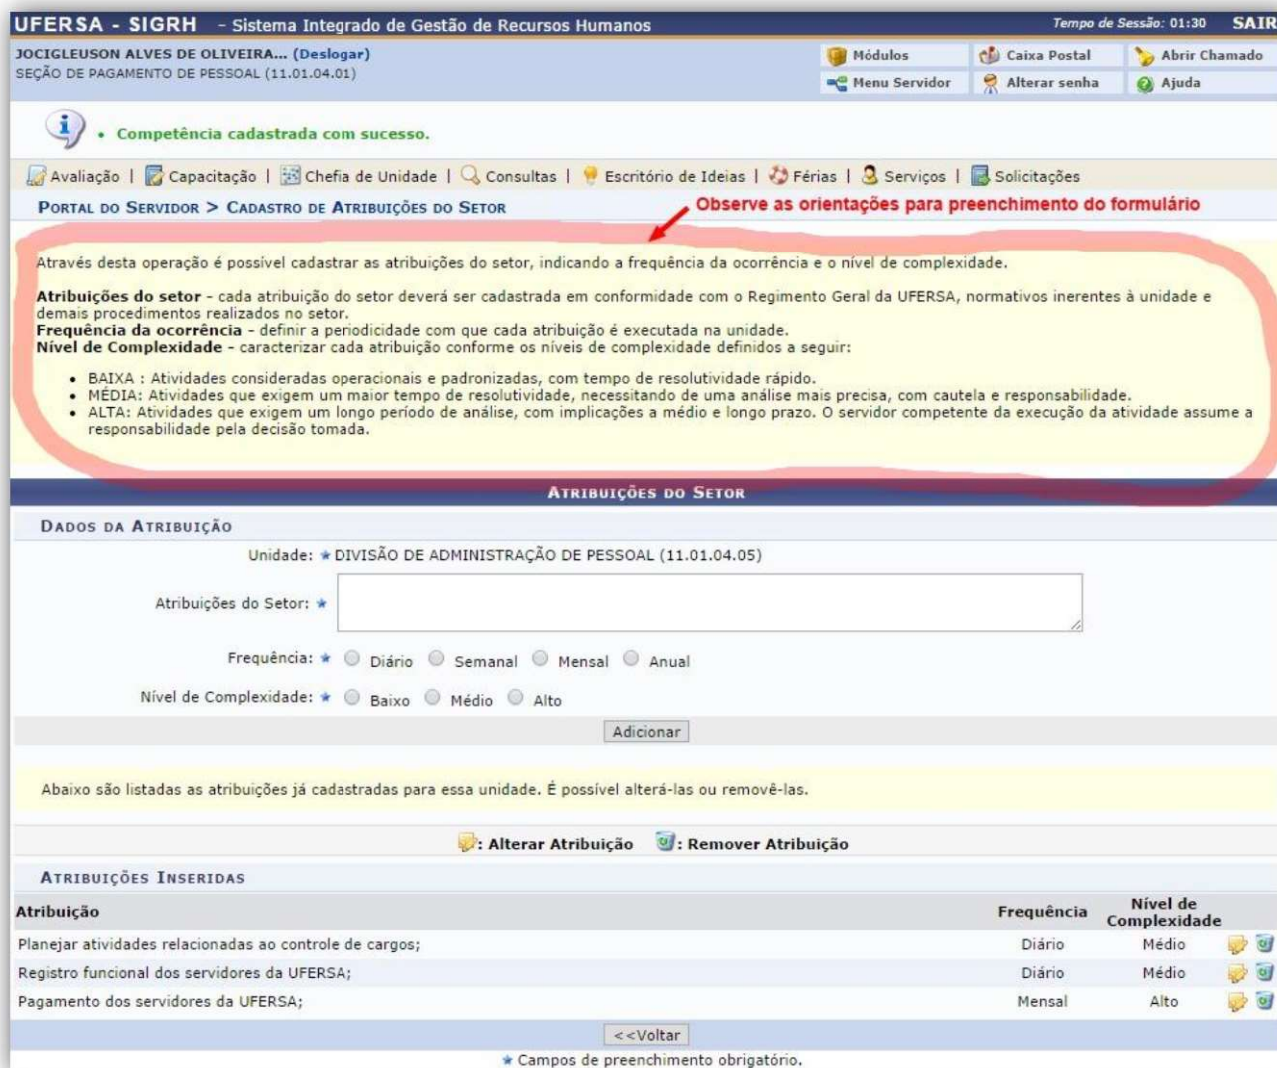 UFERSA - SIGRH - Sistema Integrado de Gestão de Recursos Humanos Tempo de Sessão: 01:30 SAIR
JOCIGLEUSON ALVES DE OLIVEIRA... (Deslogar) Módulos Caixa Postal Abrir Chamado
SEÇÃO DE PAGAMENTO DE PESSOAL (11.01.04.01)
Menu Servidor Alterar senha Ajuda
• Competência cadastrada com sucesso.
Avaliação | Capacitação | Chefia de Unidade | Consultas | Escritório de Ideias | Férias | Serviços | Solicitações
PORTAL DO SERVIDOR > CADASTRO DE ATRIBUIÇÕES DO SETOR Observe as orientações para preenchimento do formulário
Através desta operação é possível cadastrar as atribuições do setor, indicando a frequência da ocorrência e o nível de complexidade.
Atribuições do setor - cada atribuição do setor deverá ser cadastrada em conformidade com o Regimento Geral da UFERSA, normativos inerentes à unidade e
demais procedimentos realizados no setor.
Frequência da ocorrência - definir a periodicidade com que cada atribuição é executada na unidade.
Nível de Complexidade - caracterizar cada atribuição conforme os níveis de complexidade definidos a seguir:
• BAIXA : Atividades consideradas operacionais e padronizadas, com tempo de resolutividade rápido.
• MÉDIA: Atividades que exigem um maior tempo de resolutividade, necessitando de uma análise mais precisa, com cautela e responsabilidade.
• ALTA: Atividades que exigem um longo período de análise, com implicações a médio e longo prazo. O servidor competente da execução da atividade assume a
responsabilidade pela decisão tomada.
ATRIBUIÇÕES DO SETOR
DADOS DA ATRIBUIÇÃO
Unidade: DIVISÃO DE ADMINISTRAÇÃO DE PESSOAL (11.01.04.05)
Atribuições do Setor:
Frequência: Diário Semanal Mensal Anual
Nível de Complexidade: Baixo Médio Alto
Adicionar
Abaixo são listadas as atribuições já cadastradas para essa unidade. É possível alterá-las ou removê-las.
: Alterar Atribuição : Remover Atribuição
ATRIBUIÇÕES INSERIDAS
Atribuição Frequência Nível de
Complexidade
Planejar atividades relacionadas ao controle de cargos; Diário Médio
Registro funcional dos servidores da UFERSA; Diário Médio
Pagamento dos servidores da UFERSA; Mensal Alto
<<Voltar
Campos de preenchimento obrigatório.